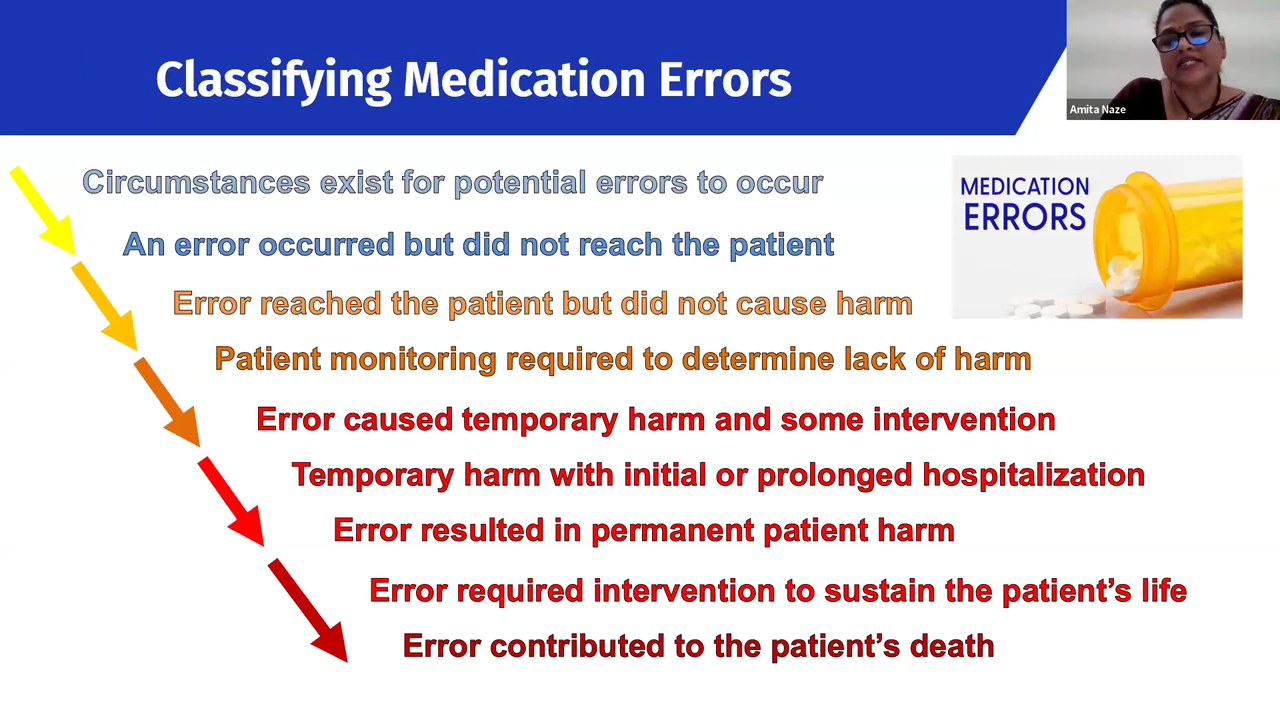 Classifying Medication Errors
Amita Naze
Circumstances exist for potential errors to occur
MEDICATION
ERRORS
An error occurred but did not reach the patient
Error reached the patient but did not cause harm
Patient monitoring required to determine lack of harm
Error caused temporary harm and some intervention
Temporary harm with initial or prolonged hospitalization
Error resulted in permanent patient harm
Error required intervention to sustain the patient’s life
Error contributed to the patient’s death